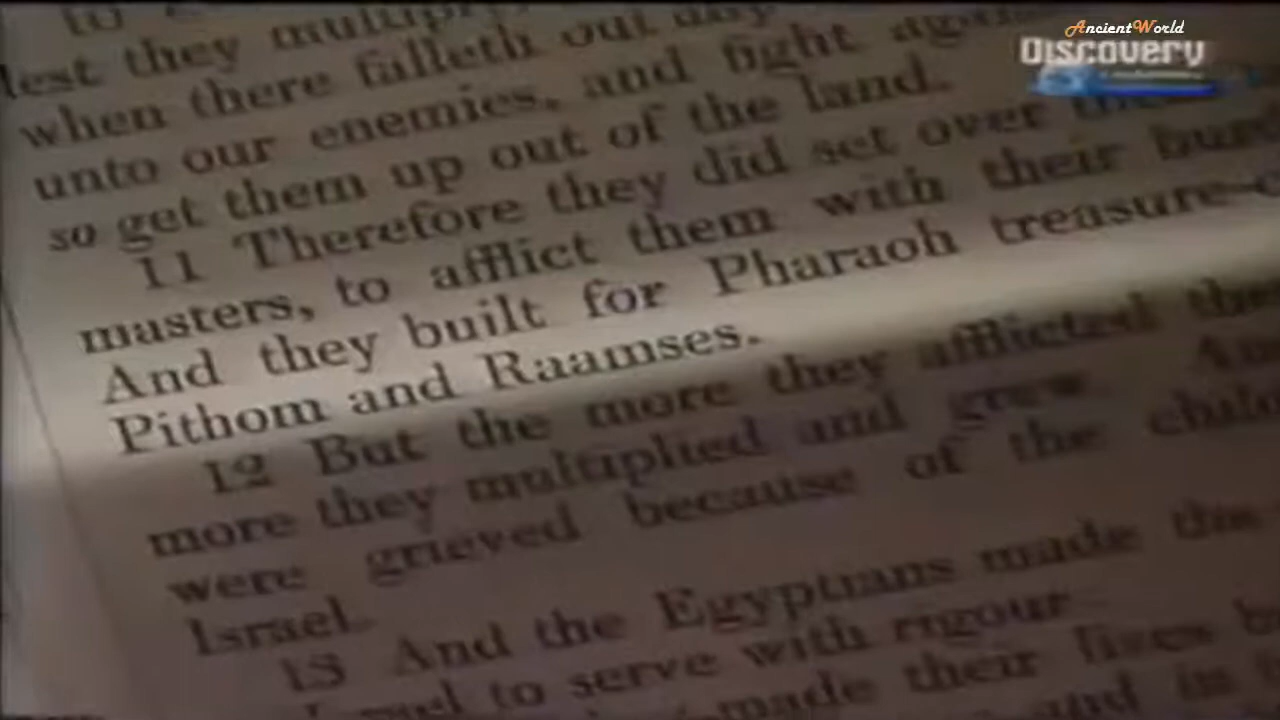 AncientWorld
Discovery
lest they multiply,
when there falleth out any
unto our enemies, and fight
so get them up out of the land.
11 Therefore they did set over
masters, to afflict them with their
And they built for Pharaoh treasure-
Pithom and Raamses.
12 But the more they afflicted
more they multiplied and grew.
were grieved because of the
Israel.
13 And the Egyptians made
to serve with rigour
made their lives
and in